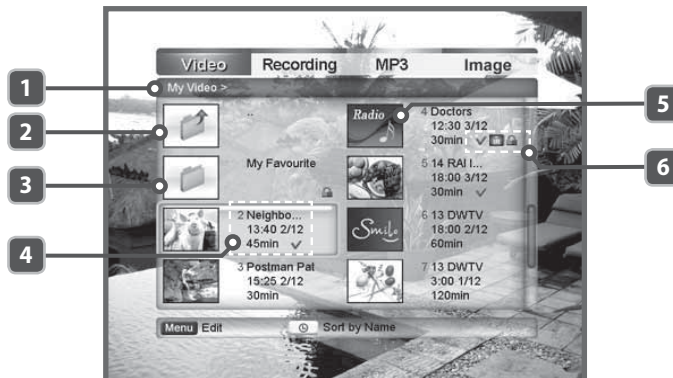 Video Recording MP3 Image
My Video >
..
My Favourite
2 Neighbo...
13:40 2/12
45min
3 Postman Pat
15:25 2/12
30min
Radio
4 Doctors
12:30 3/12
30min
5 14 RAI I...
18:00 3/12
30min
Smile
6 13 DWTV
18:00 2/12
60min
7 13 DWTV
3:00 1/12
120min
Menu Edit
Sort by Name
1
2
3
4
5
6